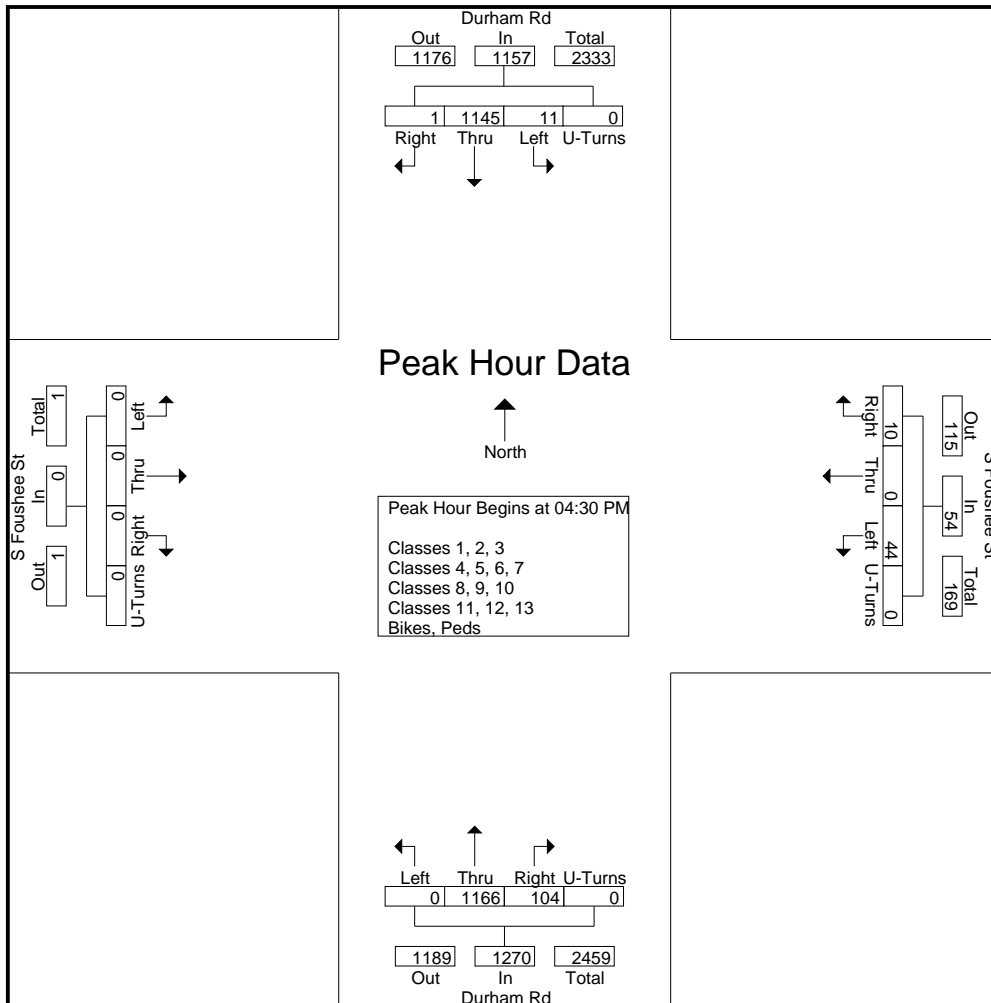 Durham Rd
Out In Total
1176 1157 2333
1 1145 11 0
Right Thru Left U-Turns
Peak Hour Data
North
Peak Hour Begins at 04:30 PM
Classes 1, 2, 3
Classes 4, 5, 6, 7
Classes 8, 9, 10
Classes 11, 12, 13
Bikes, Peds
S Foushee St
Out In Total
1 0 1
0 0 0 0
U-Turns Right Thru Left
S Foushee St
Out In Total
115 54 169
10 0 44 0
Right Thru Left U-Turns
Left Thru Right U-Turns
0 1166 104 0
1189 1270 2459
Out In Total
Durham Rd